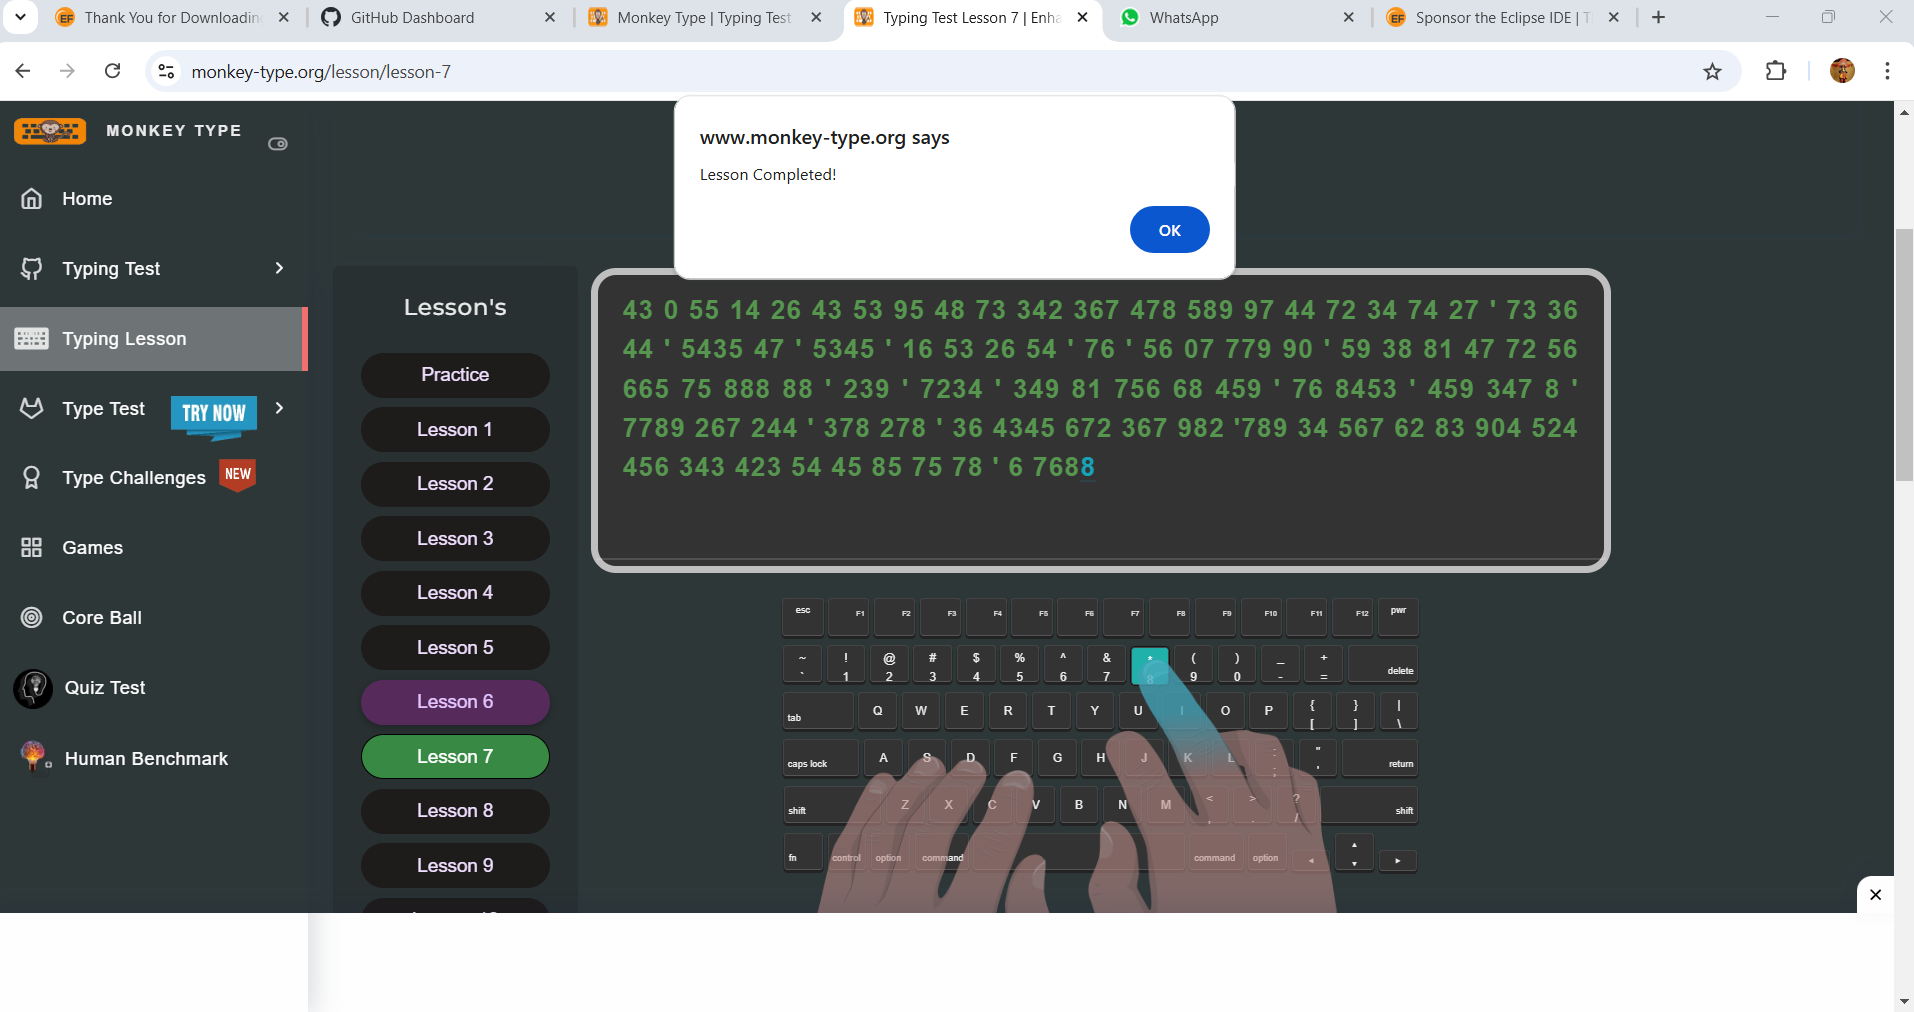 Thank You for Downloadin
GitHub Dashboard
Monkey Type | Typing Test
Typing Test Lesson 7 | Enha
WhatsApp
Sponsor the Eclipse IDE | T
monkey-type.org/lesson/lesson-7
www.monkey-type.org says
Lesson Completed!
OK
MONKEY TYPE
Home
Typing Test
Typing Lesson
Type Test
TRY NOW
Type Challenges
NEW
Games
Core Ball
Quiz Test
Human Benchmark
Lesson's
Practice
Lesson 1
Lesson 2
Lesson 3
Lesson 4
Lesson 5
Lesson 6
Lesson 7
Lesson 8
Lesson 9
43 0 55 14 26 43 53 95 48 73 342 367 478 589 97 44 72 34 74 27 ' 73 36
44 ' 5435 47 ' 5345 ' 16 53 26 54 ' 76 ' 56 07 779 90 ' 59 38 81 47 72 56
665 75 888 88 ' 239 ' 7234 ' 349 81 756 68 459 ' 76 8453 ' 459 347 8 '
7789 267 244 ' 378 278 ' 36 4345 672 367 982 '789 34 567 62 83 904 524
456 343 423 54 45 85 75 78 ' 6 7688
esc F1 F2 F3 F4 F5 F6 F7 F8 F9 F10 F11 F12 pwr
~ ! @ # $ % ^ & * ( ) _ +
` 1 2 3 4 5 6 7 8 9 0 - = delete
tab Q W E R T Y U I O P { } |
[ ] \
caps lock A S D F G H J K L : "
; ' return
shift Z X C V B N M < > ?
, . / shift
fn control option command command option